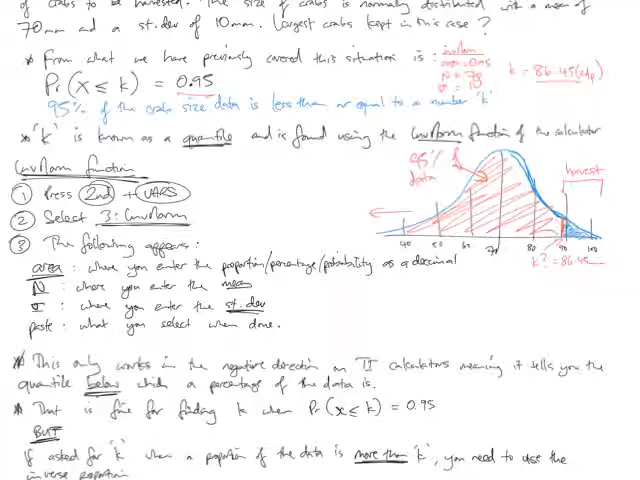 of crabs to be harvested. The size of crabs is normally distributed with a mean of
70mm and a st. dev of 10mm. Largest crabs kept in this case?
* From what we have previously covered this situation is:
invNorm
area = 0.95
μ = 70
σ = 10
k = 86.45 (2dp)
Pr(X ≤ k) = 0.95
95% of the crabs size data is less than or equal to a number 'k'
* 'k' is known as a quantile and is found using the invNorm function of the calculator
invNorm function
① Press 2nd + VARS
② Select 3: invNorm
③ The following appears:
area: where you enter the proportion/percentage/probability as a decimal
μ: where you enter the mean
σ: where you enter the st. dev
paste: what you select when done.
95% of data
harvest
40 50 60 70 80 90 100
k? = 86.45
* This only works in the negative direction on TI calculators meaning it tells you the
quantile below which a percentage of the data is.
* That is fine for finding k when Pr(x ≤ k) = 0.95
BUT
If asked for 'k' when a proportion of the data is more than 'k', you need to use the
inverse proportion